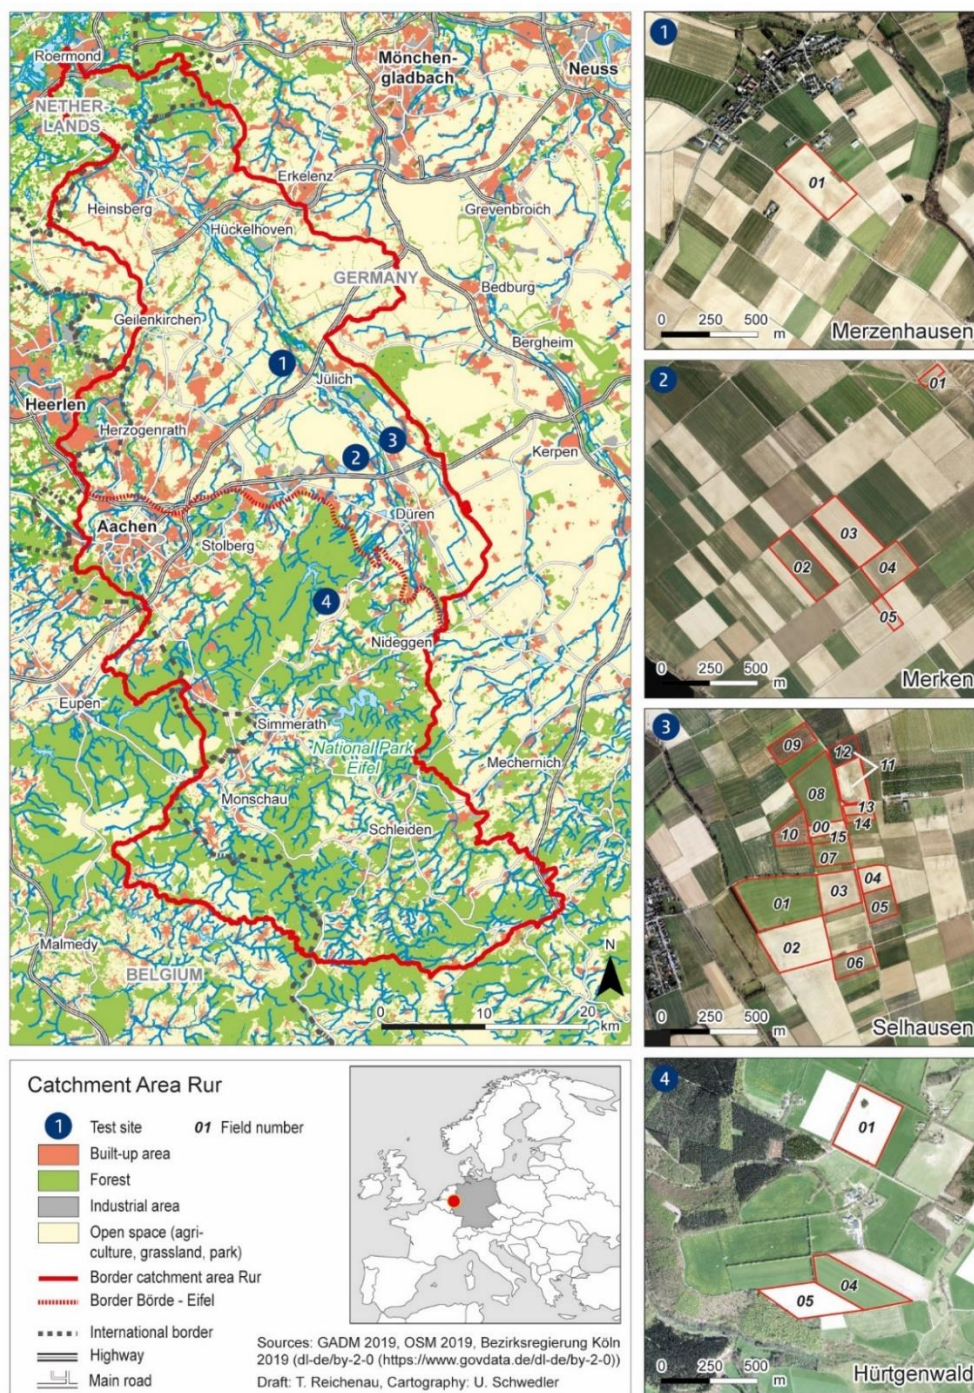 Roermond
NETHER-
LANDS
Mönchen-
gladbach
Neuss
Erkelenz
Heinsberg
Grevenbroich
Hückelhoven
GERMANY
Bedburg
Geilenkirchen
Bergheim
1
Jülich
Heerlen
Herzogenrath
3
2
Kerpen
Düren
Aachen
Stolberg
4
Nideggen
Eupen
Simmerath
National Park
Eifel
Mechernich
Monschau
Schleiden
Malmedy
BELGIUM
N
0 10 20
km
1
01
0 250 500
m
Merzenhausen
2
01
03
02
04
05
0 250 500
m
Merken
3
09
12
11
08
13
00
14
10
15
07
04
03
01
05
02
06
0 250 500
m
Selhausen
4
01
04
05
0 250 500
m
Hürtgenwald
Catchment Area Rur
1 Test site 01 Field number
Built-up area
Forest
Industrial area
Open space (agri-
culture, grassland, park)
Border catchment area Rur
Border Börde - Eifel
International border
Highway
Main road
Sources: GADM 2019, OSM 2019, Bezirksregierung Köln
2019 (dl-de/by-2-0 (https://www.govdata.de/dl-de/by-2-0))
Draft: T. Reichenau, Cartography: U. Schwedler